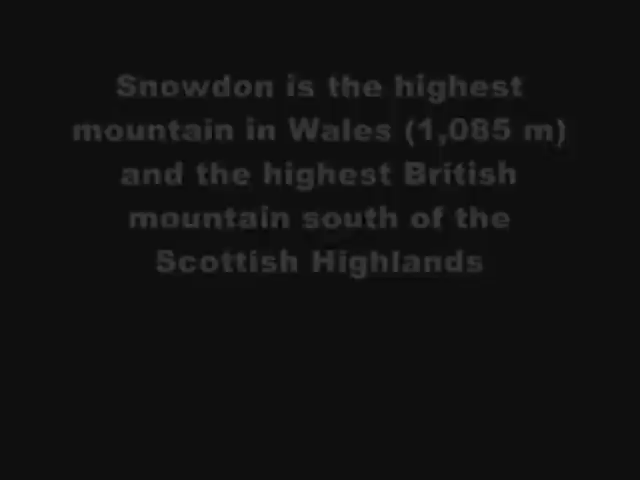 Snowdon is the highest
mountain in Wales (1,085 m)
and the highest British
mountain south of the
Scottish Highlands